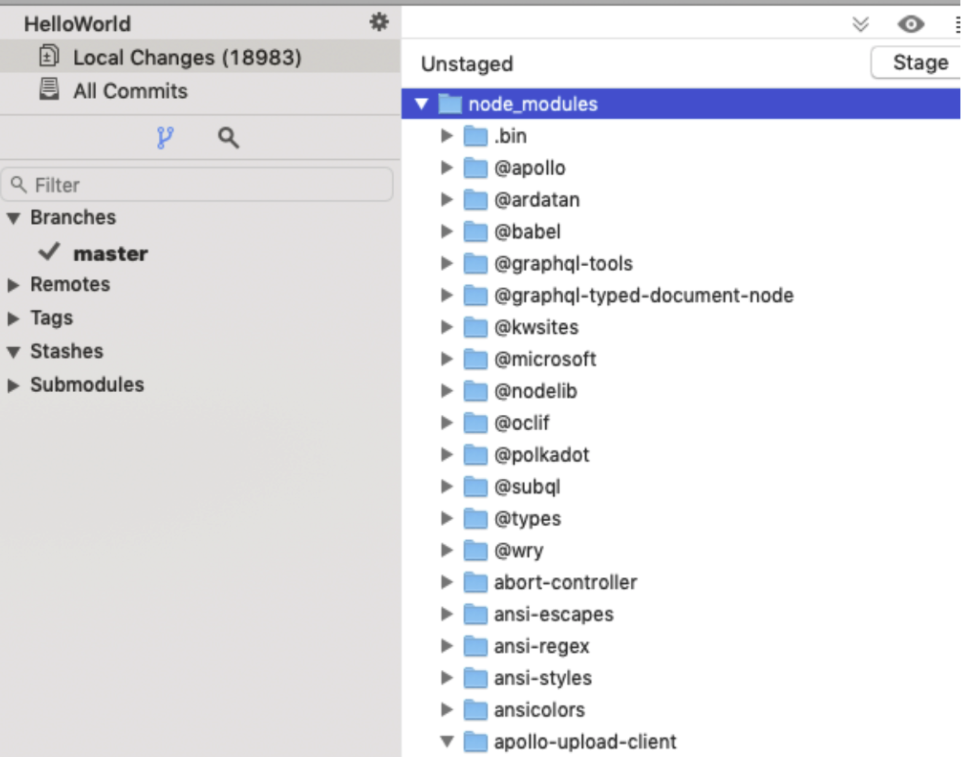 HelloWorld
Local Changes (18983)
All Commits
Filter
Branches
master
Remotes
Tags
Stashes
Submodules
Unstaged
Stage
node_modules
.bin
@apollo
@ardatan
@babel
@graphql-tools
@graphql-typed-document-node
@kwsites
@microsoft
@nodelib
@oclif
@polkadot
@subql
@types
@wry
abort-controller
ansi-escapes
ansi-regex
ansi-styles
ansicolors
apollo-upload-client